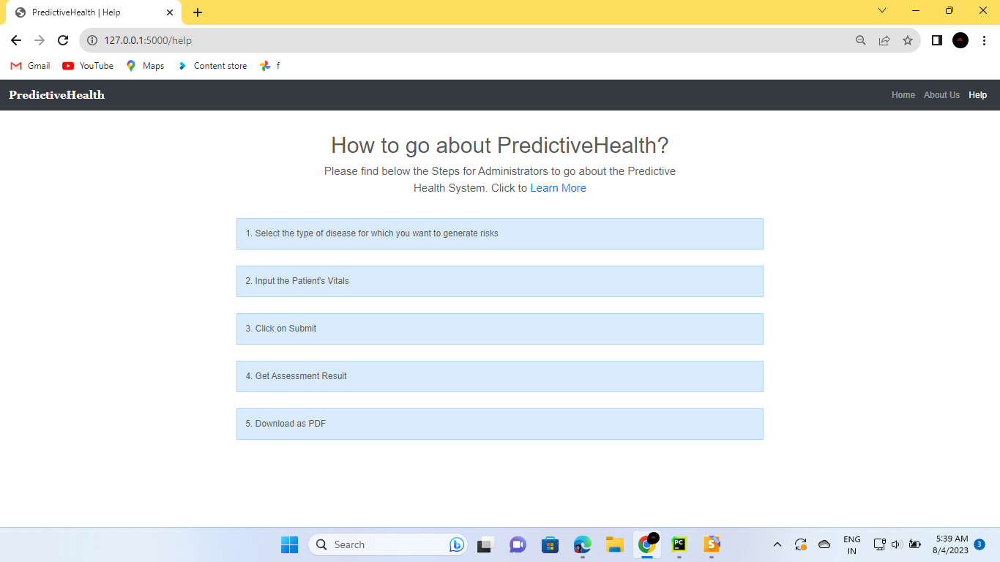 PredictiveHealth | Help
127.0.0.1:5000/help
Gmail YouTube Maps Content store f
PredictiveHealth Home About Us Help
How to go about PredictiveHealth?
Please find below the Steps for Administrators to go about the Predictive
Health System. Click to Learn More
1. Select the type of disease for which you want to generate risks
2. Input the Patient's Vitals
3. Click on Submit
4. Get Assessment Result
5. Download as PDF
Search
PC
S
ENG
IN
5:39 AM
8/4/2023
3